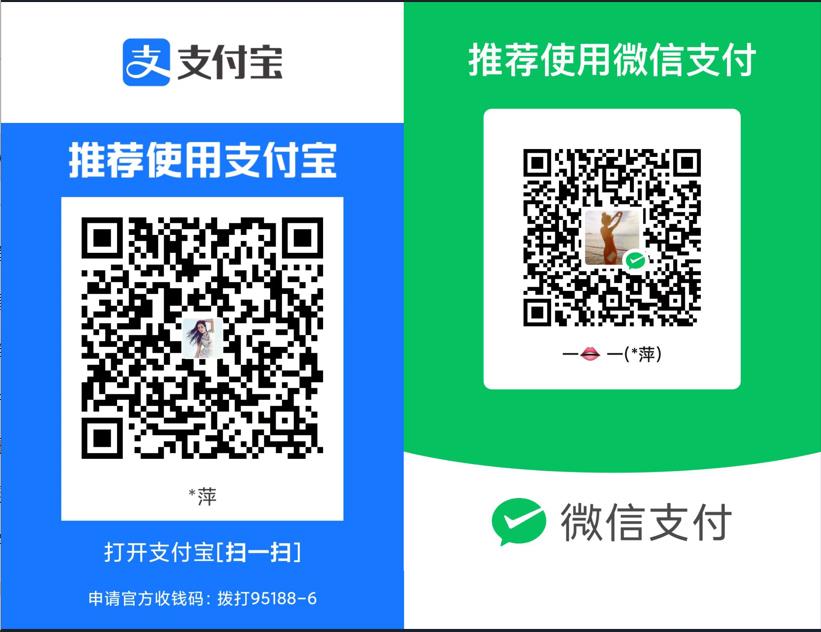 支付宝
推荐使用支付宝
*萍
打开支付宝[扫一扫]
申请官方收钱码：拨打95188-6
推荐使用微信支付
一👄 一(*萍)
微信支付